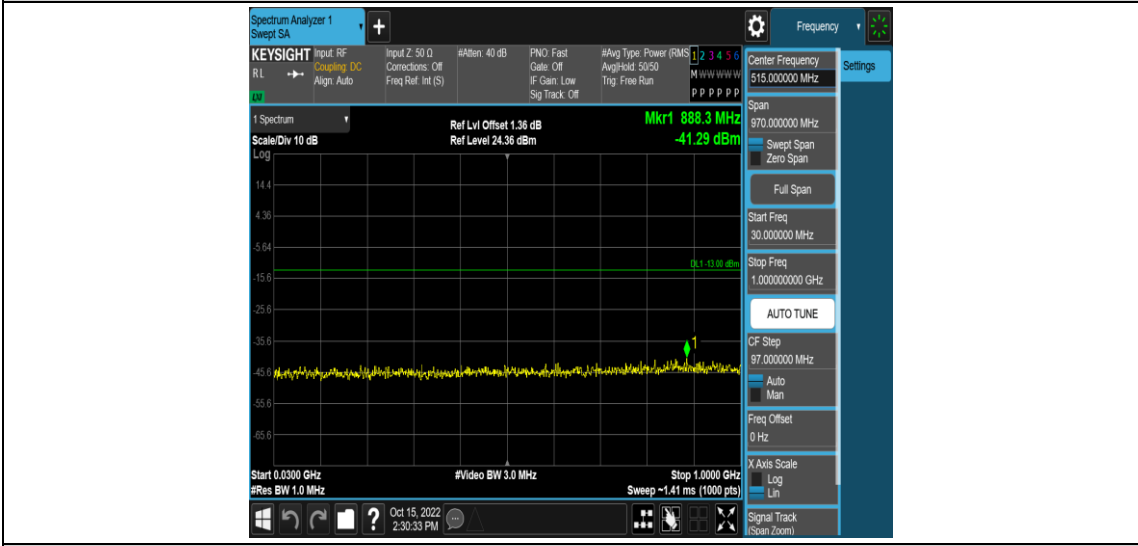 Spectrum Analyzer 1
Swept SA
+
Frequency
KEYSIGHT
RL
Input: RF
Coupling: DC
Align: Auto
Input Z: 50 Ω
Corrections: Off
Freq Ref: Int (S)
#Atten: 40 dB
PNO: Fast
Gate: Off
IF Gain: Low
Sig Track: Off
#Avg Type: Power (RMS
Avg|Hold: 50/50
Trig: Free Run
1 2 3 4 5 6
M W W W W W
P P P P P P
1 Spectrum
Scale/Div 10 dB
Log
Ref Lvl Offset 1.36 dB
Ref Level 24.36 dBm
Mkr1 888.3 MHz
-41.29 dBm
14.4
4.36
-5.64
-15.6
-25.6
-35.6
-45.6
-55.6
-65.6
DL1 -13.00 dBm
1
Start 0.0300 GHz
#Res BW 1.0 MHz
#Video BW 3.0 MHz
Stop 1.0000 GHz
Sweep ~1.41 ms (1000 pts)
Oct 15, 2022
2:30:33 PM
Center Frequency
515.000000 MHz
Settings
Span
970.000000 MHz
Swept Span
Zero Span
Full Span
Start Freq
30.000000 MHz
Stop Freq
1.000000000 GHz
AUTO TUNE
CF Step
97.000000 MHz
Auto
Man
Freq Offset
0 Hz
X Axis Scale
Log
Lin
Signal Track
(Span Zoom)